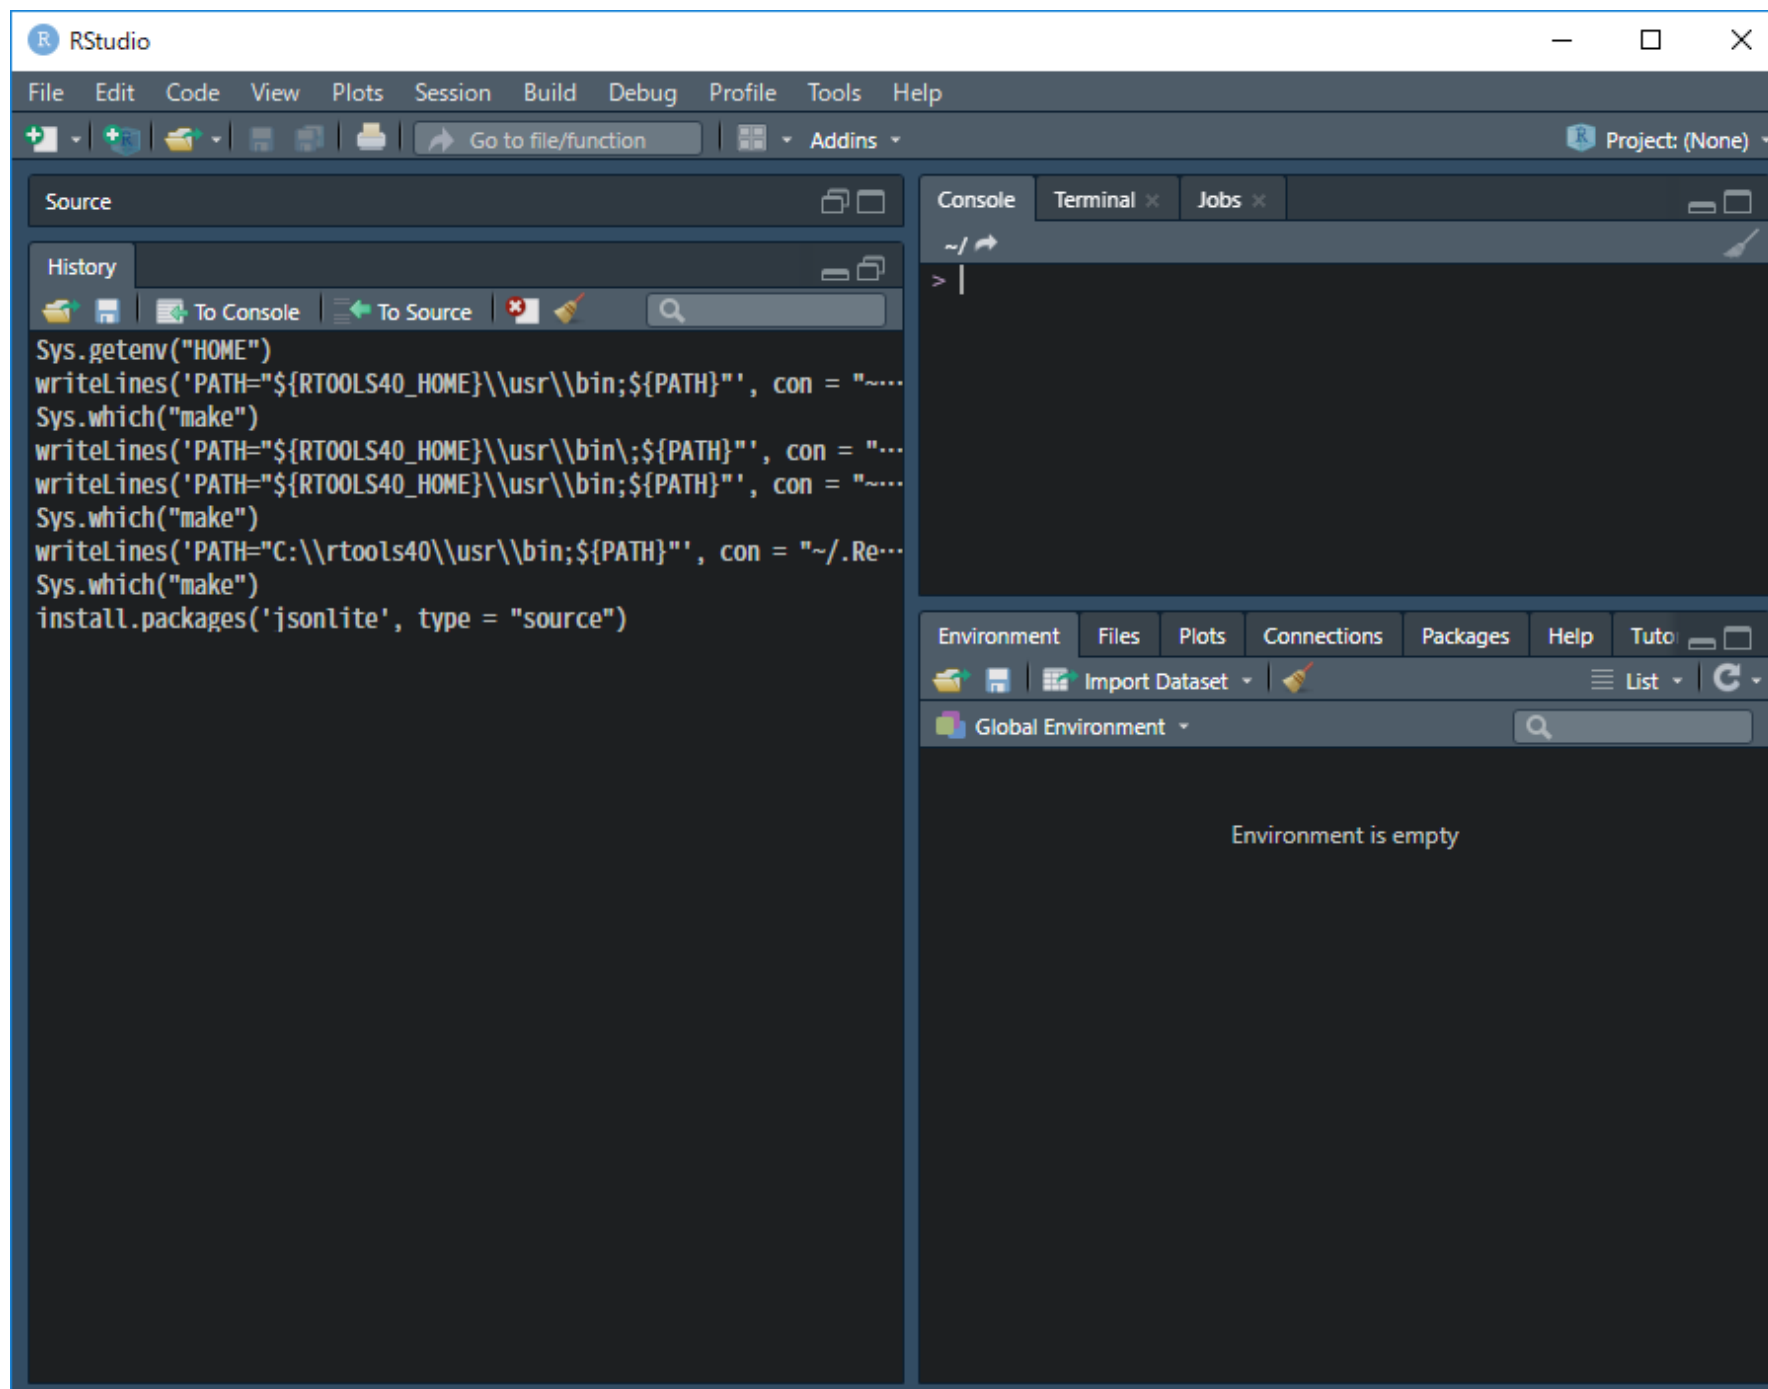 RStudio
File Edit Code View Plots Session Build Debug Profile Tools Help
Go to file/function Addins Project: (None)
Source
History
To Console To Source
Sys.getenv("HOME")
writeLines('PATH="${RTOOLS40_HOME}\\usr\\bin;${PATH}"', con = "~…
Sys.which("make")
writeLines('PATH="${RTOOLS40_HOME}\\usr\\bin\;${PATH}"', con = "…
writeLines('PATH="${RTOOLS40_HOME}\\usr\\bin;${PATH}"', con = "~…
Sys.which("make")
writeLines('PATH="C:\\rtools40\\usr\\bin;${PATH}"', con = "~/.Re…
Sys.which("make")
install.packages('jsonlite', type = "source")
Console Terminal Jobs
~/
>
Environment Files Plots Connections Packages Help Tuto
Import Dataset List
Global Environment
Environment is empty